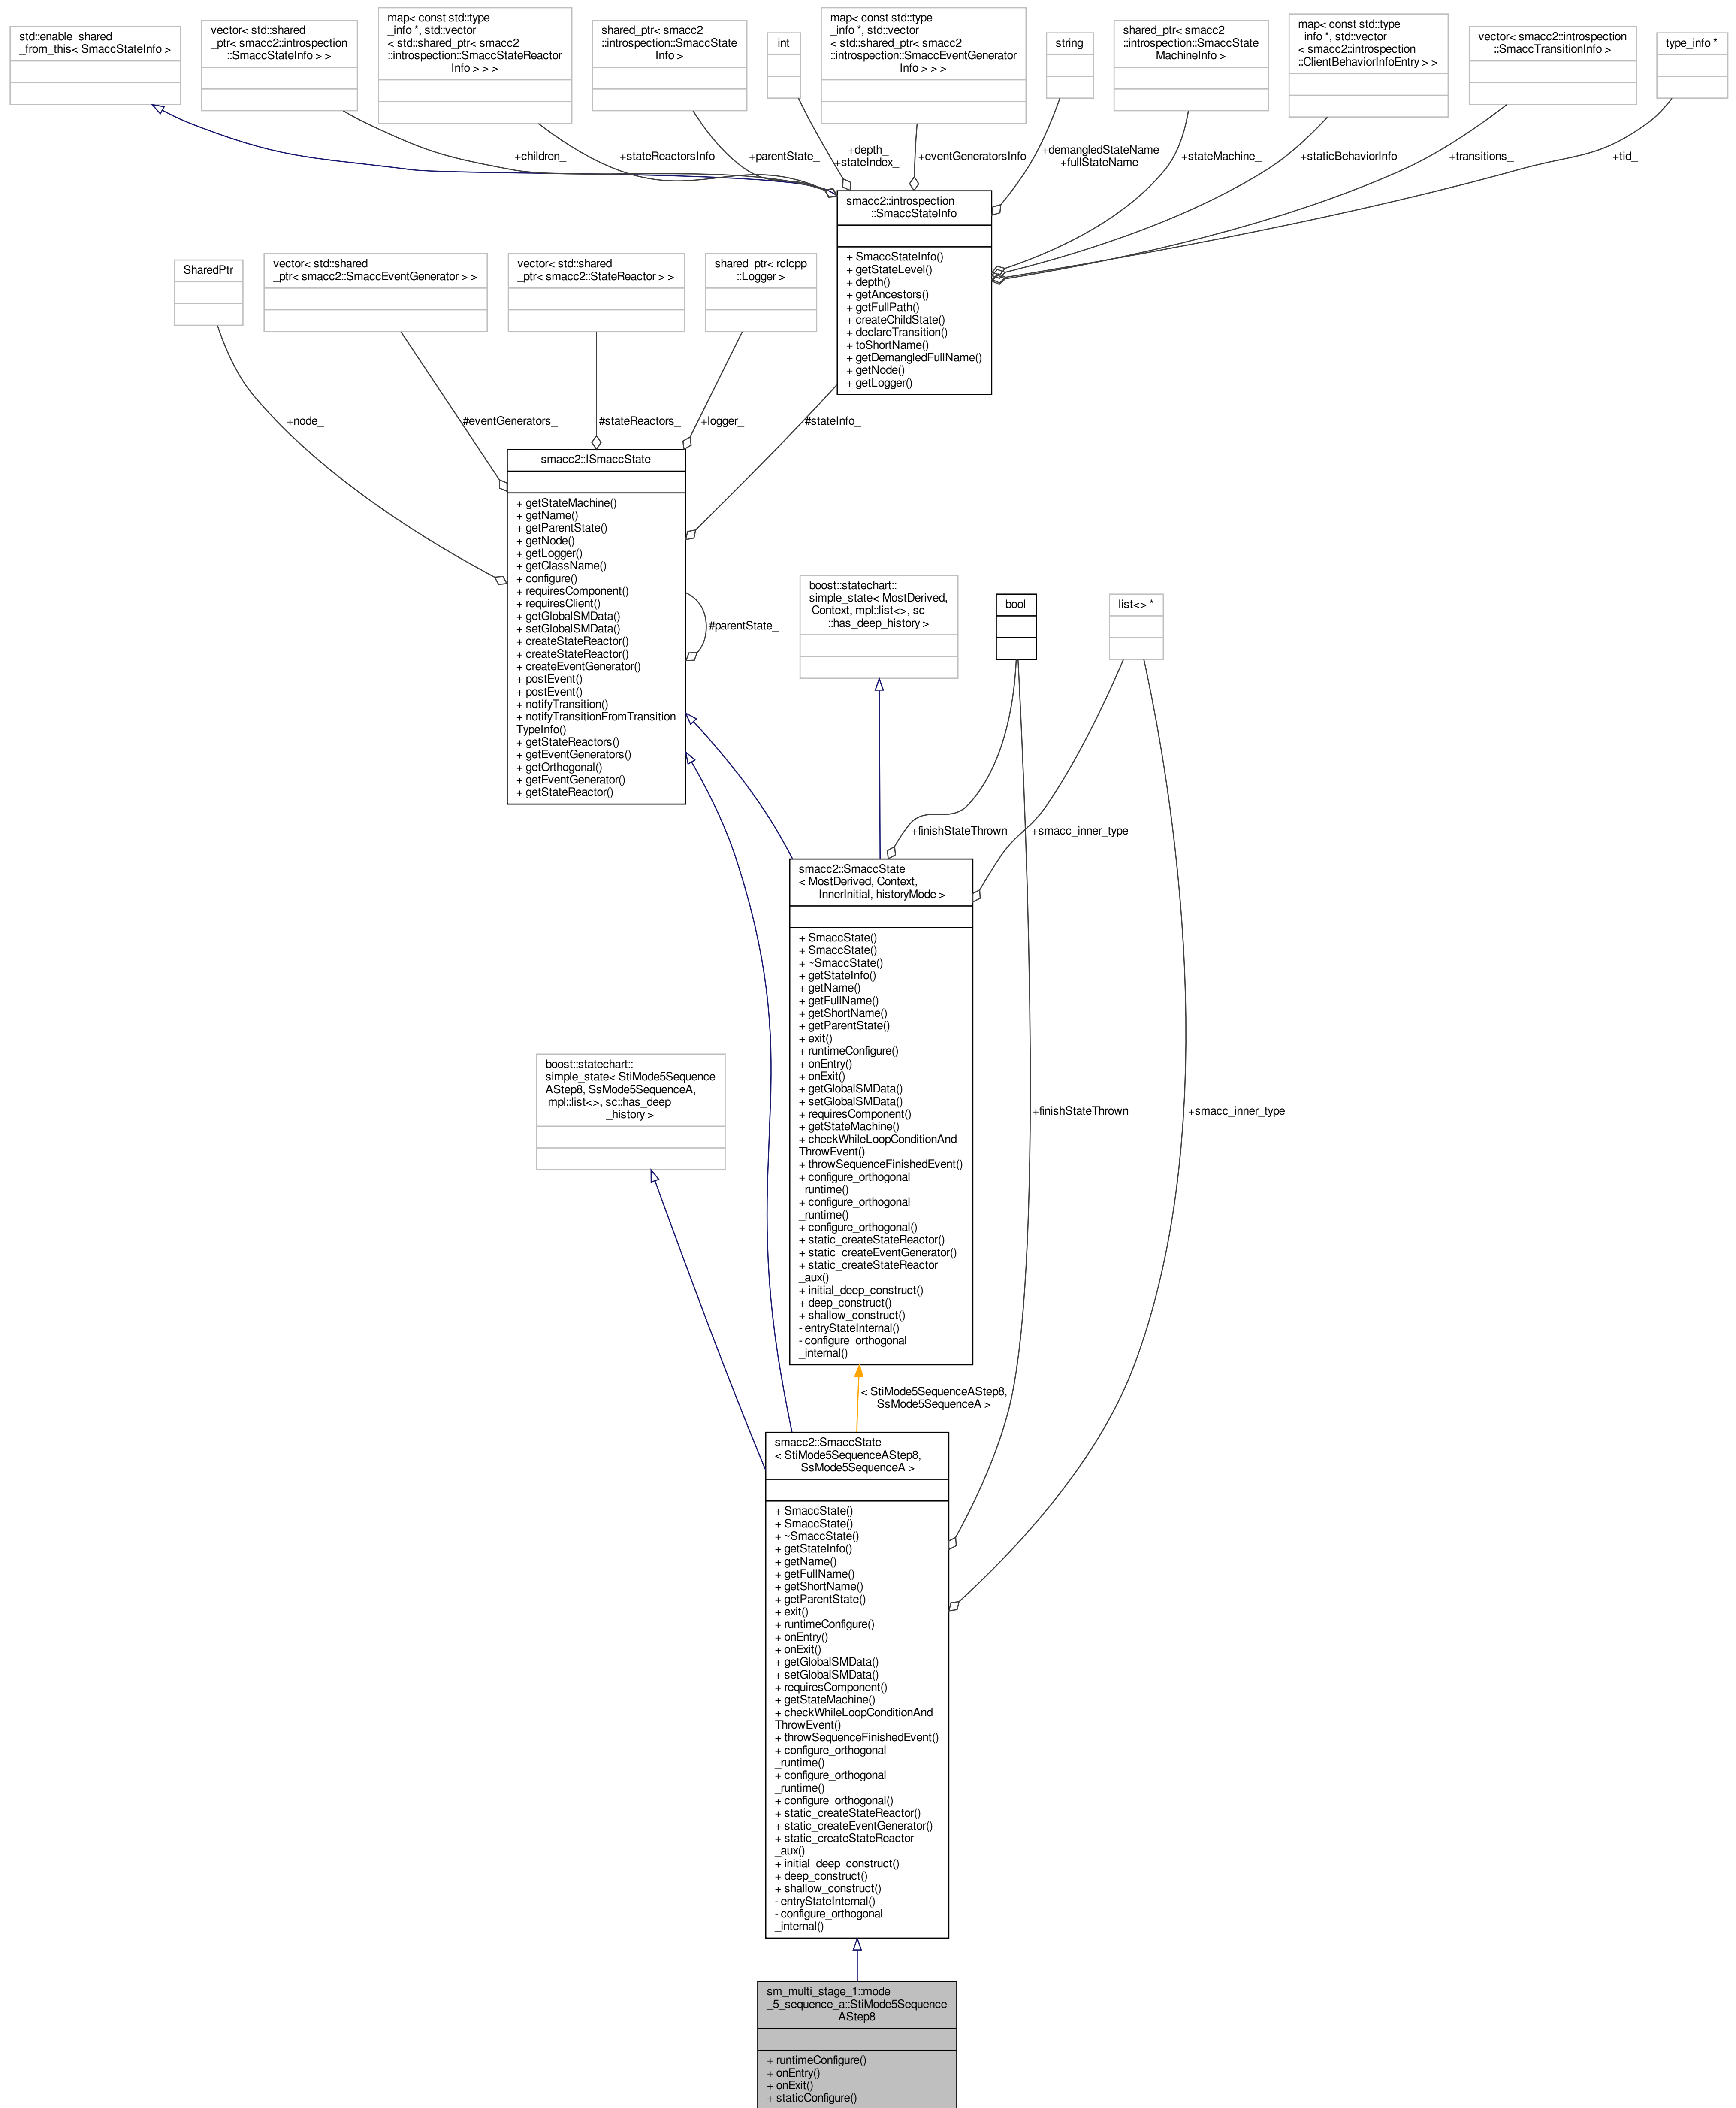 std::enable_shared
_from_this< SmaccStateInfo >
vector< std::shared
_ptr< smacc2::introspection
::SmaccStateInfo > >
map< const std::type
_info *, std::vector
< std::shared_ptr< smacc2
::introspection::SmaccStateReactor
Info > > >
shared_ptr< smacc2
::introspection::SmaccState
Info >
int
map< const std::type
_info *, std::vector
< std::shared_ptr< smacc2
::introspection::SmaccEventGenerator
Info > > >
string
shared_ptr< smacc2
::introspection::SmaccState
MachineInfo >
map< const std::type
_info *, std::vector
< smacc2::introspection
::ClientBehaviorInfoEntry > >
vector< smacc2::introspection
::SmaccTransitionInfo >
type_info *
+children_
+stateReactorsInfo
+parentState_
+depth_
+stateIndex_
+eventGeneratorsInfo
+demangledStateName
+fullStateName
+stateMachine_
+staticBehaviorInfo
+transitions_
+tid_
smacc2::introspection
::SmaccStateInfo
+ SmaccStateInfo()
+ getStateLevel()
+ depth()
+ getAncestors()
+ getFullPath()
+ createChildState()
+ declareTransition()
+ toShortName()
+ getDemangledFullName()
+ getNode()
+ getLogger()
SharedPtr
vector< std::shared
_ptr< smacc2::SmaccEventGenerator > >
vector< std::shared
_ptr< smacc2::StateReactor > >
shared_ptr< rclcpp
::Logger >
+node_
#eventGenerators_
#stateReactors_
+logger_
#stateInfo_
smacc2::ISmaccState
+ getStateMachine()
+ getName()
+ getParentState()
+ getNode()
+ getLogger()
+ getClassName()
+ configure()
+ requiresComponent()
+ requiresClient()
+ getGlobalSMData()
+ setGlobalSMData()
+ createStateReactor()
+ createStateReactor()
+ createEventGenerator()
+ postEvent()
+ postEvent()
+ notifyTransition()
+ notifyTransitionFromTransition
TypeInfo()
+ getStateReactors()
+ getEventGenerators()
+ getOrthogonal()
+ getEventGenerator()
+ getStateReactor()
#parentState_
boost::statechart::
simple_state< MostDerived,
Context, mpl::list<>, sc
::has_deep_history >
bool
list<> *
+finishStateThrown
+smacc_inner_type
smacc2::SmaccState
< MostDerived, Context,
InnerInitial, historyMode >
+ SmaccState()
+ SmaccState()
+ ~SmaccState()
+ getStateInfo()
+ getName()
+ getFullName()
+ getShortName()
+ getParentState()
+ exit()
+ runtimeConfigure()
+ onEntry()
+ onExit()
+ getGlobalSMData()
+ setGlobalSMData()
+ requiresComponent()
+ getStateMachine()
+ checkWhileLoopConditionAnd
ThrowEvent()
+ throwSequenceFinishedEvent()
+ configure_orthogonal
_runtime()
+ configure_orthogonal
_runtime()
+ configure_orthogonal()
+ static_createStateReactor()
+ static_createEventGenerator()
+ static_createStateReactor
_aux()
+ initial_deep_construct()
+ deep_construct()
+ shallow_construct()
- entryStateInternal()
- configure_orthogonal
_internal()
boost::statechart::
simple_state< StiMode5Sequence
AStep8, SsMode5SequenceA,
mpl::list<>, sc::has_deep
_history >
+finishStateThrown
+smacc_inner_type
< StiMode5SequenceAStep8,
SsMode5SequenceA >
smacc2::SmaccState
< StiMode5SequenceAStep8,
SsMode5SequenceA >
+ SmaccState()
+ SmaccState()
+ ~SmaccState()
+ getStateInfo()
+ getName()
+ getFullName()
+ getShortName()
+ getParentState()
+ exit()
+ runtimeConfigure()
+ onEntry()
+ onExit()
+ getGlobalSMData()
+ setGlobalSMData()
+ requiresComponent()
+ getStateMachine()
+ checkWhileLoopConditionAnd
ThrowEvent()
+ throwSequenceFinishedEvent()
+ configure_orthogonal
_runtime()
+ configure_orthogonal
_runtime()
+ configure_orthogonal()
+ static_createStateReactor()
+ static_createEventGenerator()
+ static_createStateReactor
_aux()
+ initial_deep_construct()
+ deep_construct()
+ shallow_construct()
- entryStateInternal()
- configure_orthogonal
_internal()
sm_multi_stage_1::mode
_5_sequence_a::StiMode5Sequence
AStep8
+ runtimeConfigure()
+ onEntry()
+ onExit()
+ staticConfigure()